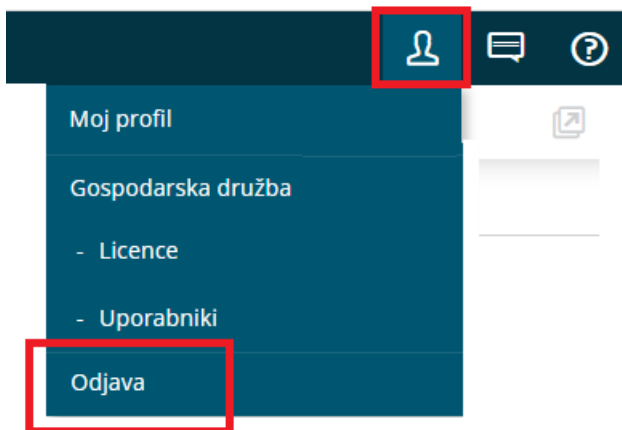 Moj profil
Gospodarska družba
- Licence
- Uporabniki
Odjava